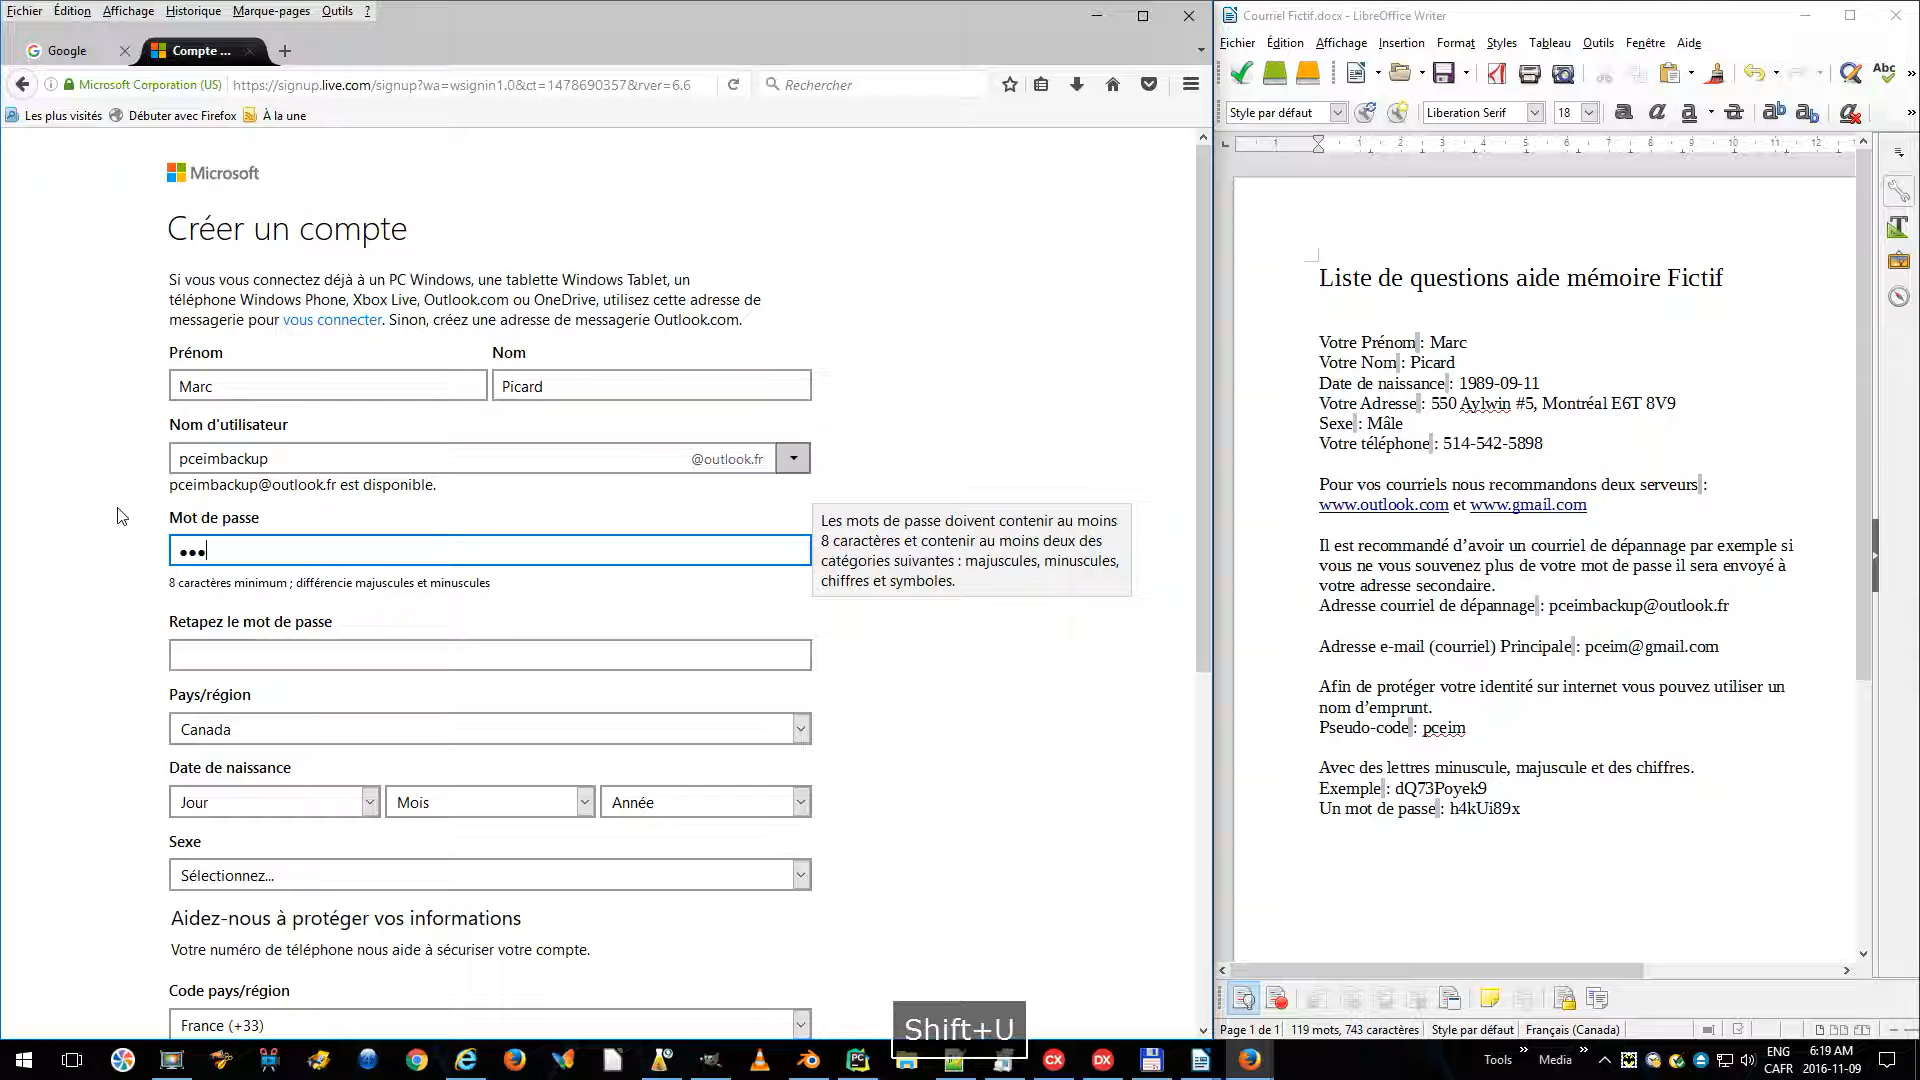 Fichier Édition Affichage Historique Marque-pages Outils ?
Google
Compte ...
Microsoft Corporation (US)
https://signup.live.com/signup?wa=wsignin1.0&ct=1478690357&rver=6.6
Rechercher
Les plus visités Débuter avec Firefox À la une
Microsoft
Créer un compte
Si vous vous connectez déjà à un PC Windows, une tablette Windows Tablet, un
téléphone Windows Phone, Xbox Live, Outlook.com ou OneDrive, utilisez cette adresse de
messagerie pour vous connecter. Sinon, créez une adresse de messagerie Outlook.com.
Prénom Nom
Marc Picard
Nom d'utilisateur
pceimbackup @outlook.fr
pceimbackup@outlook.fr est disponible.
Mot de passe
●●●
8 caractères minimum ; différencie majuscules et minuscules
Les mots de passe doivent contenir au moins
8 caractères et contenir au moins deux des
catégories suivantes : majuscules, minuscules,
chiffres et symboles.
Retapez le mot de passe
Pays/région
Canada
Date de naissance
Jour Mois Année
Sexe
Sélectionnez...
Aidez-nous à protéger vos informations
Votre numéro de téléphone nous aide à sécuriser votre compte.
Code pays/région
France (+33)
Shift+U
Courriel Fictif.docx - LibreOffice Writer
Fichier Édition Affichage Insertion Format Styles Tableau Outils Fenêtre Aide
Abc
Style par défaut Liberation Serif 18
1 1 2 3 4 5 6 7 8 9 10 11 12
Liste de questions aide mémoire Fictif
Votre Prénom : Marc
Votre Nom : Picard
Date de naissance : 1989-09-11
Votre Adresse : 550 Aylwin #5, Montréal E6T 8V9
Sexe : Mâle
Votre téléphone : 514-542-5898
Pour vos courriels nous recommandons deux serveurs :
www.outlook.com et www.gmail.com
Il est recommandé d’avoir un courriel de dépannage par exemple si
vous ne vous souvenez plus de votre mot de passe il sera envoyé à
votre adresse secondaire.
Adresse courriel de dépannage : pceimbackup@outlook.fr
Adresse e-mail (courriel) Principale : pceim@gmail.com
Afin de protéger votre identité sur internet vous pouvez utiliser un
nom d’emprunt.
Pseudo-code : pceim
Avec des lettres minuscule, majuscule et des chiffres.
Exemple : dQ73Poyek9
Un mot de passe : h4kUi89x
Page 1 de 1 119 mots, 743 caractères Style par défaut Français (Canada)
Tools » Media » ENG 6:19 AM
CAFR 2016-11-09